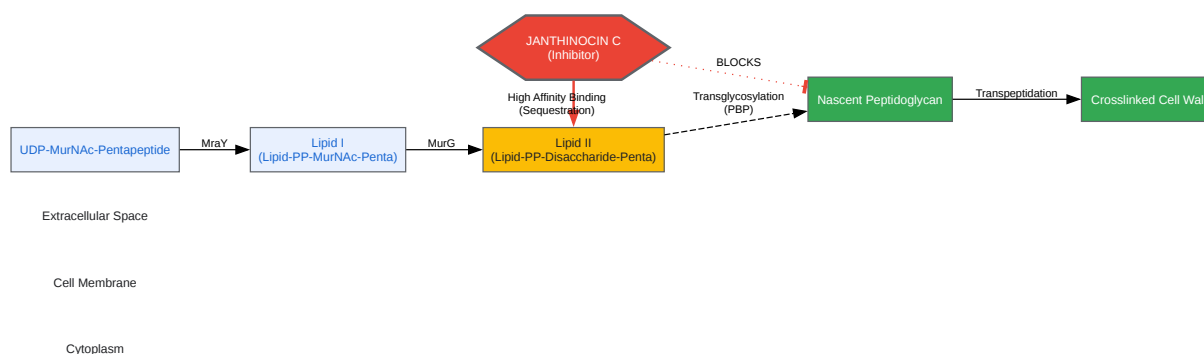 JANTHINOCIN C
(Inhibitor)
BLOCKS
High Affinity Binding
(Sequestration)
Transglycosylation
(PBP)
Nascent Peptidoglycan
Transpeptidation
Crosslinked Cell Wal
UDP-MurNAc-Pentapeptide
MraY
Lipid I
(Lipid-PP-MurNAc-Penta)
MurG
Lipid II
(Lipid-PP-Disaccharide-Penta)
Extracellular Space
Cell Membrane
Cytoplasm